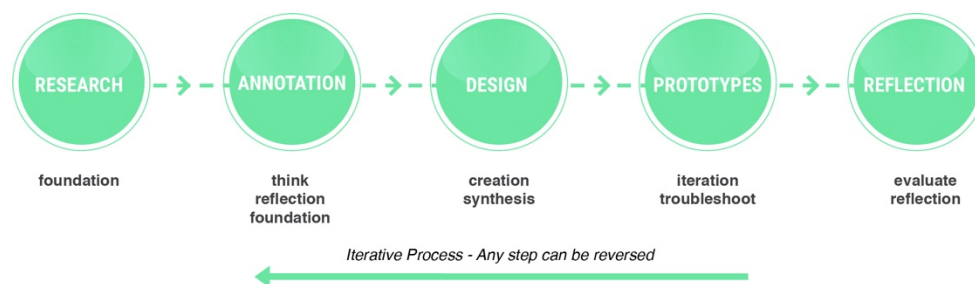 RESEARCH
ANNOTATION
DESIGN
PROTOTYPES
REFLECTION
foundation
think
reflection
foundation
creation
synthesis
iteration
troubleshoot
evaluate
reflection
Iterative Process - Any step can be reversed